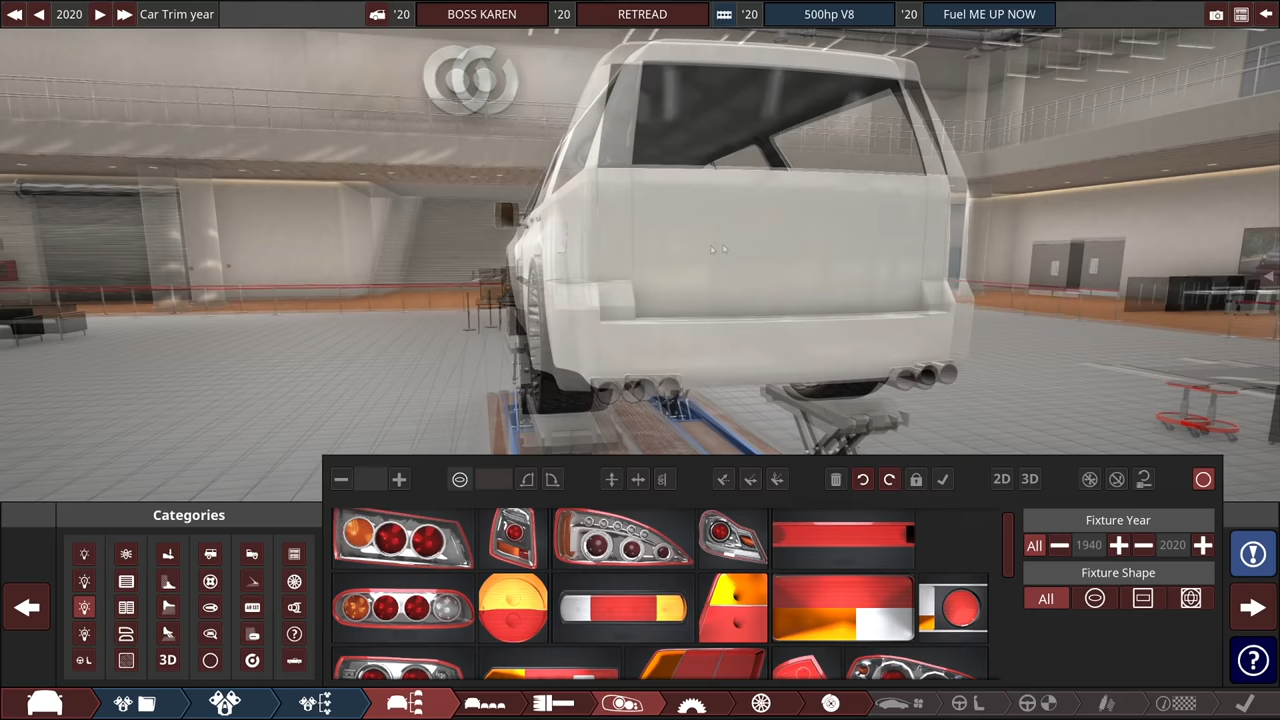 2020 Car Trim year '20 BOSS KAREN '20 RETREAD '20 500hp V8 '20 Fuel ME UP NOW
2D 3D
Categories
Fixture Year
All 1940 2020
Fixture Shape
All
3D
L
?